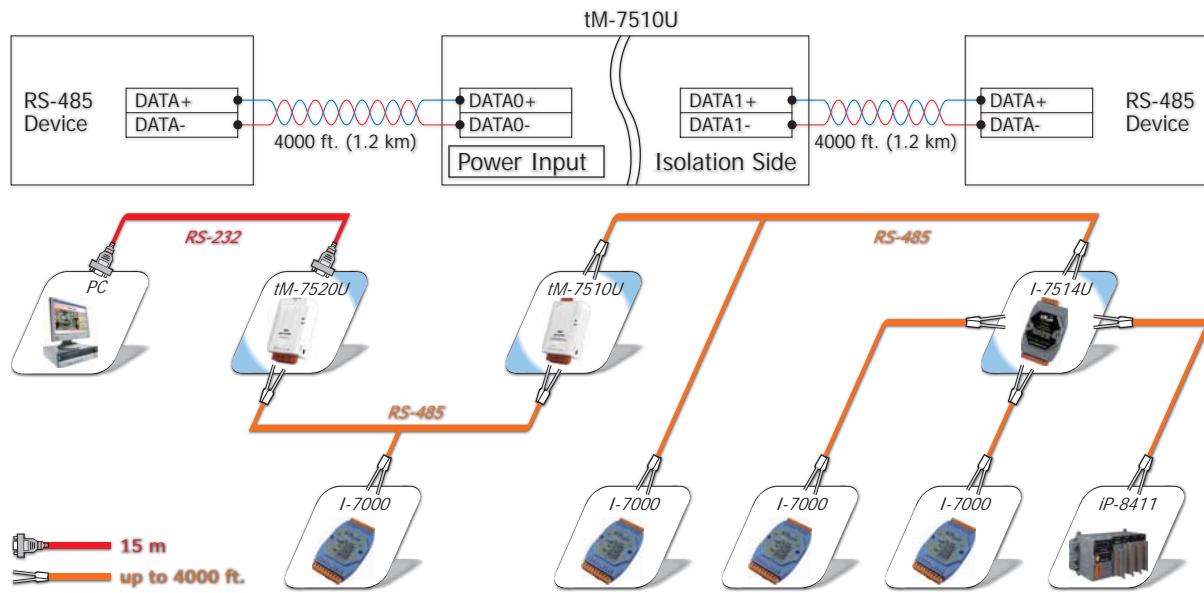 tM-7510U
RS-485
Device
DATA+
DATA-
4000 ft. (1.2 km)
DATA0+
DATA0-
Power Input
Isolation Side
DATA1+
DATA1-
4000 ft. (1.2 km)
DATA+
DATA-
RS-485
Device
RS-232
RS-485
PC
tM-7520U
tM-7510U
I-7514U
RS-485
I-7000
I-7000
I-7000
I-7000
iP-8411
15 m
up to 4000 ft.